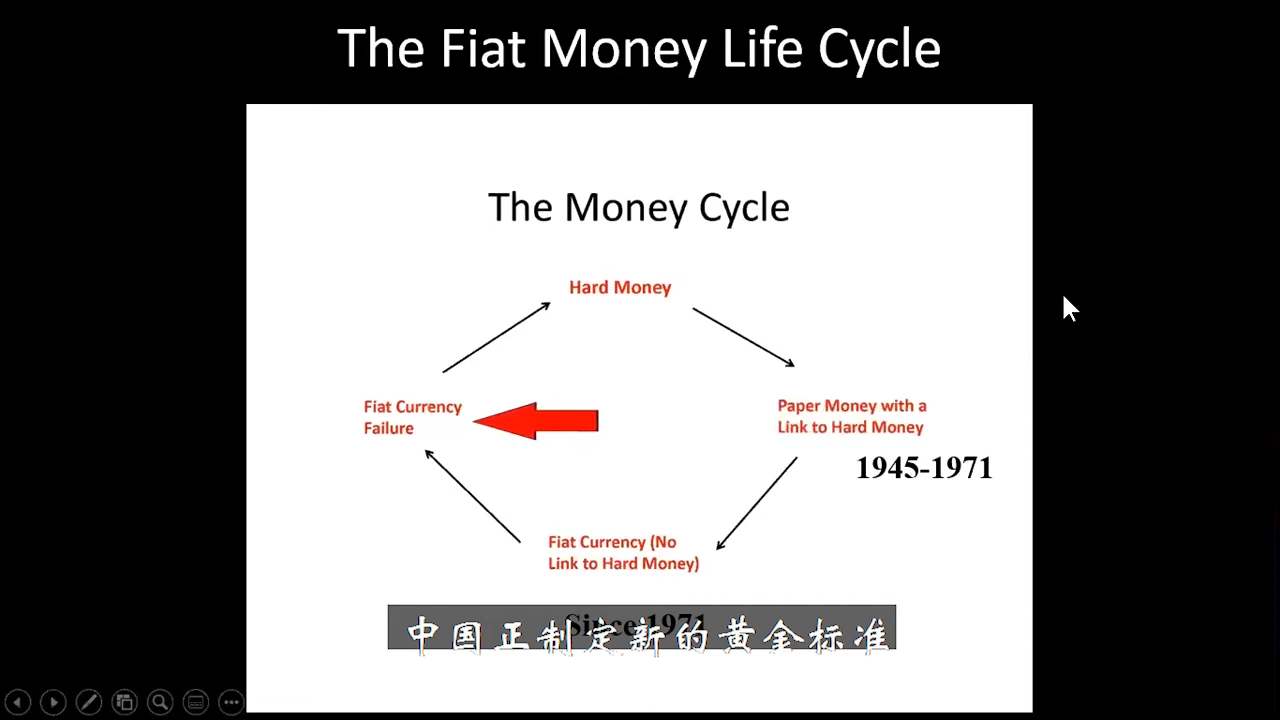 The Fiat Money Life Cycle
The Money Cycle
Hard Money
Fiat Currency
Failure
Paper Money with a
Link to Hard Money
1945-1971
Fiat Currency (No
Link to Hard Money)
Since 1971
中国正制定新的黄金标准